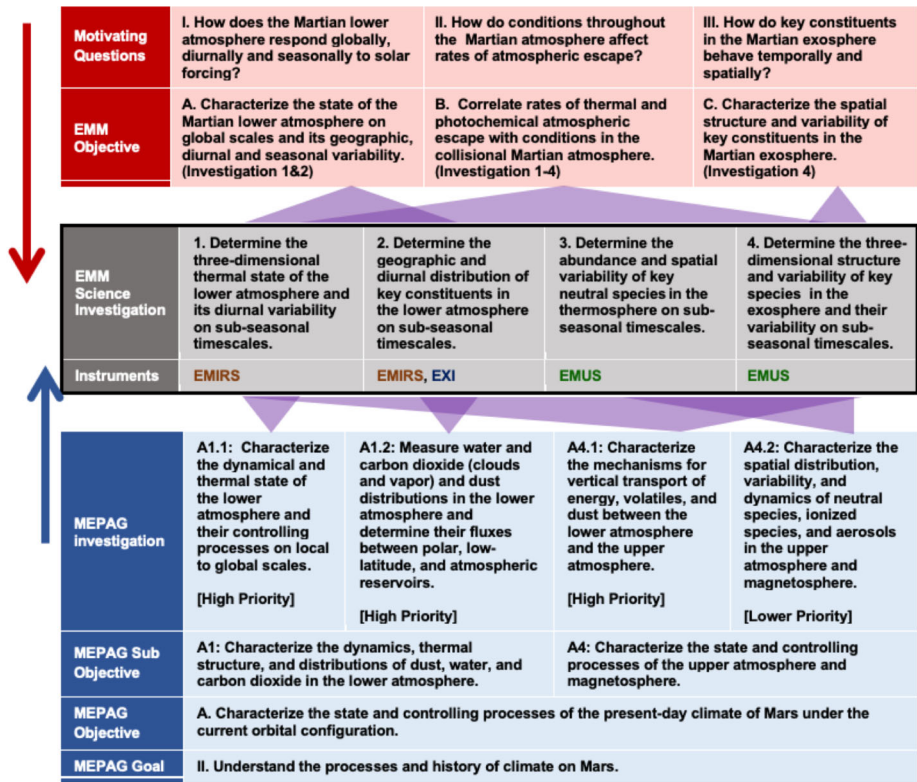 Motivating
Questions
I. How does the Martian lower
atmosphere respond globally,
diurnally and seasonally to solar
forcing?
II. How do conditions throughout
the Martian atmosphere affect
rates of atmospheric escape?
III. How do key constituents
in the Martian exosphere
behave temporally and
spatially?
EMM
Objective
A. Characterize the state of the
Martian lower atmosphere on
global scales and its geographic,
diurnal and seasonal variability.
(Investigation 1&2)
B. Correlate rates of thermal and
photochemical atmospheric
escape with conditions in the
collisional Martian atmosphere.
(Investigation 1-4)
C. Characterize the spatial
structure and variability of
key constituents in the
Martian exosphere.
(Investigation 4)
EMM
Science
Investigation
1. Determine the
three-dimensional
thermal state of the
lower atmosphere and
its diurnal variability
on sub-seasonal
timescales.
2. Determine the
geographic and
diurnal distribution of
key constituents in
the lower atmosphere
on sub-seasonal
timescales.
3. Determine the
abundance and spatial
variability of key
neutral species in the
thermosphere on sub-
seasonal timescales.
4. Determine the three-
dimensional structure
and variability of key
species in the
exosphere and their
variability on sub-
seasonal timescales.
Instruments
EMIRS
EMIRS, EXI
EMUS
EMUS
MEPAG
investigation
A1.1: Characterize
the dynamical and
thermal state of
the lower
atmosphere and
their controlling
processes on local
to global scales.
[High Priority]
A1.2: Measure water and
carbon dioxide (clouds
and vapor) and dust
distributions in the lower
atmosphere and
determine their fluxes
between polar, low-
latitude, and atmospheric
reservoirs.
[High Priority]
A4.1: Characterize
the mechanisms for
vertical transport of
energy, volatiles, and
dust between the
lower atmosphere
and the upper
atmosphere.
[High Priority]
A4.2: Characterize the
spatial distribution,
variability, and
dynamics of neutral
species, ionized
species, and aerosols
in the upper
atmosphere and
magnetosphere.
[Lower Priority]
MEPAG Sub
Objective
A1: Characterize the dynamics, thermal
structure, and distributions of dust, water, and
carbon dioxide in the lower atmosphere.
A4: Characterize the state and controlling
processes of the upper atmosphere and
magnetosphere.
MEPAG
Objective
A. Characterize the state and controlling processes of the present-day climate of Mars under the
current orbital configuration.
MEPAG Goal
II. Understand the processes and history of climate on Mars.